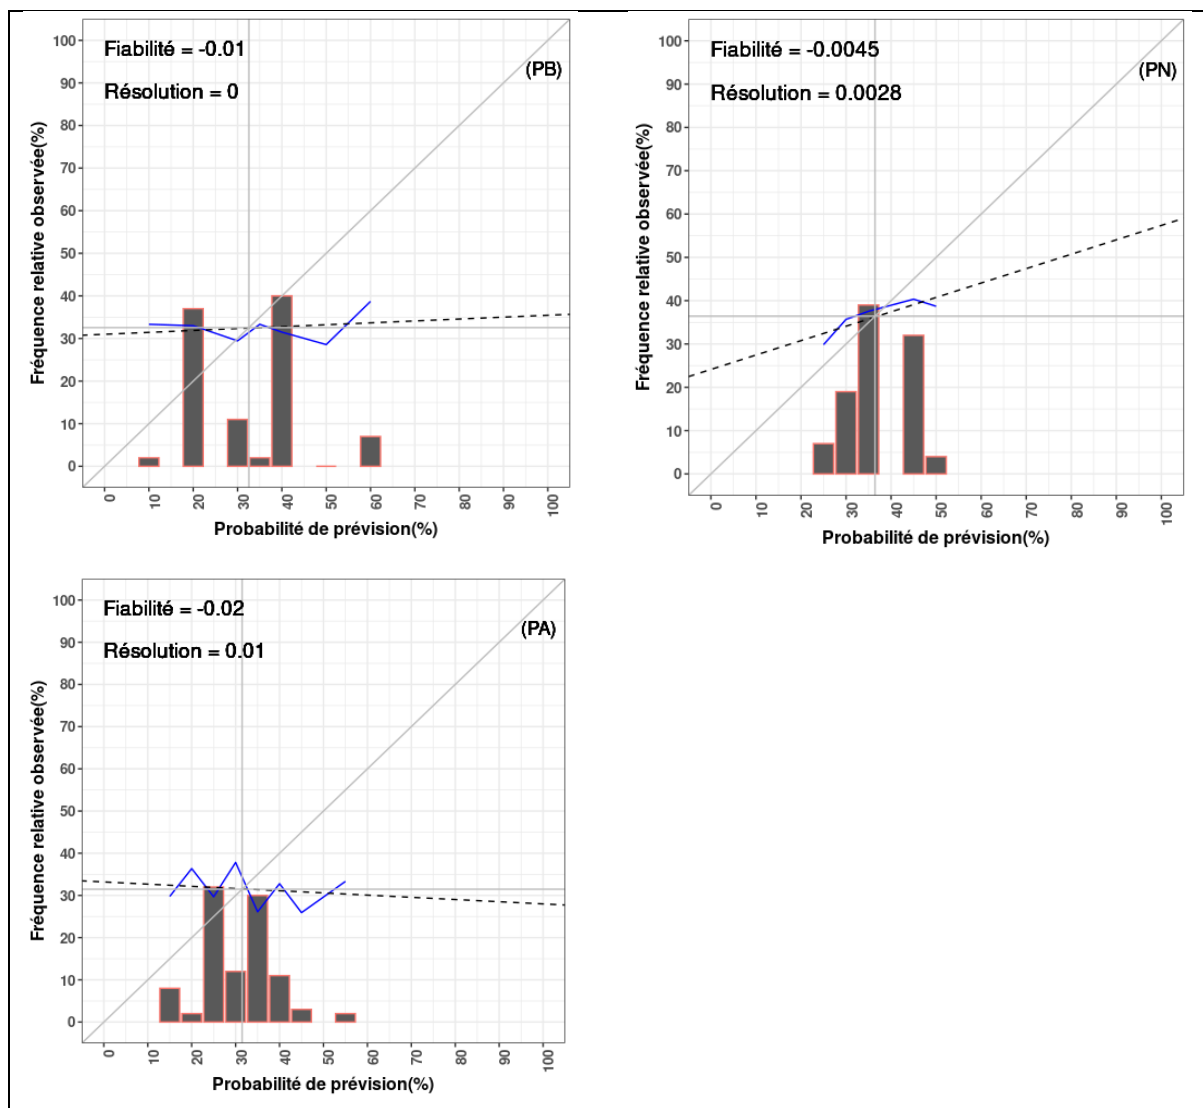 Fiabilité = -0.01
Résolution = 0
(PB)
Fréquence relative observée(%)
100
90
80
70
60
50
40
30
20
10
0
0 10 20 30 40 50 60 70 80 90 100
Probabilité de prévision(%)
Fiabilité = -0.0045
Résolution = 0.0028
(PN)
Fréquence relative observée(%)
100
90
80
70
60
50
40
30
20
10
0
0 10 20 30 40 50 60 70 80 90 100
Probabilité de prévision(%)
Fiabilité = -0.02
Résolution = 0.01
(PA)
Fréquence relative observée(%)
100
90
80
70
60
50
40
30
20
10
0
0 10 20 30 40 50 60 70 80 90 100
Probabilité de prévision(%)